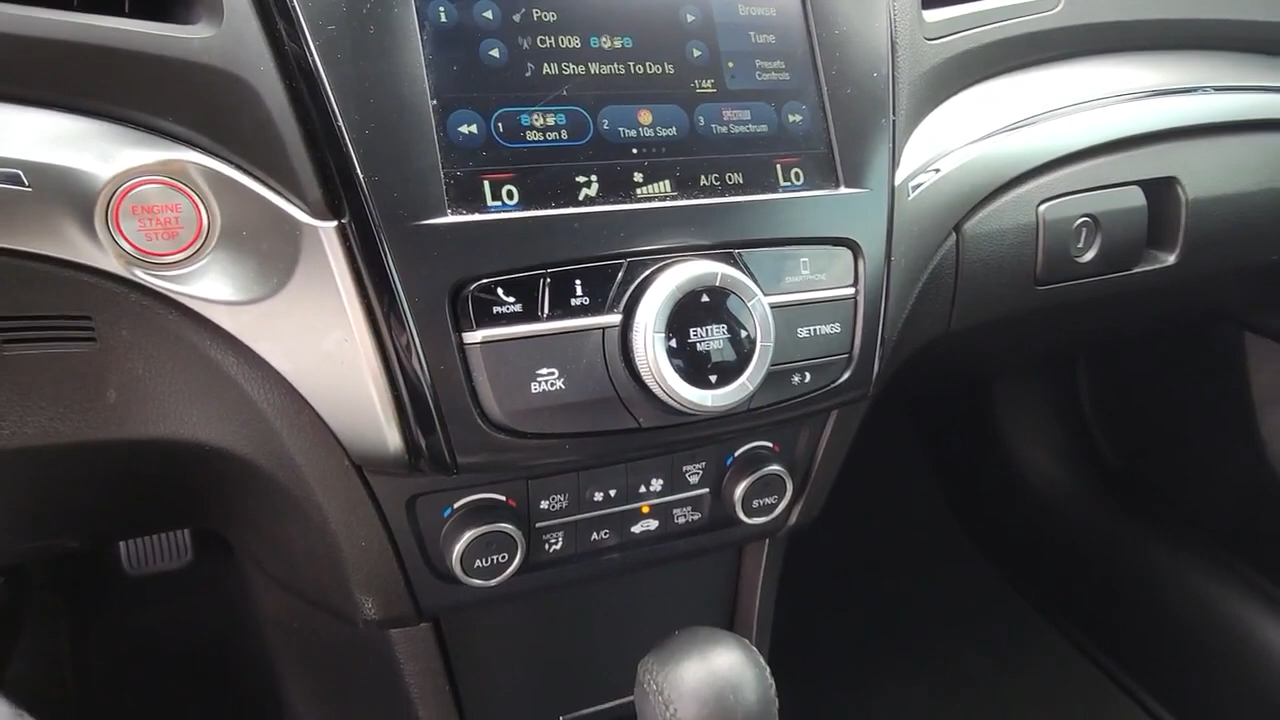 Pop
Browse
CH 008
Tune
All She Wants To Do Is
Presets
Controls
-1'44"
1
80s on 8
2
The 10s Spot
3
SPECTRUM
The Spectrum
Lo
A/C ON
Lo
ENGINE
START
STOP
PHONE
i
INFO
SMARTPHONE
ENTER
MENU
SETTINGS
BACK
AUTO
ON/
OFF
FRONT
SYNC
MODE
A/C
REAR